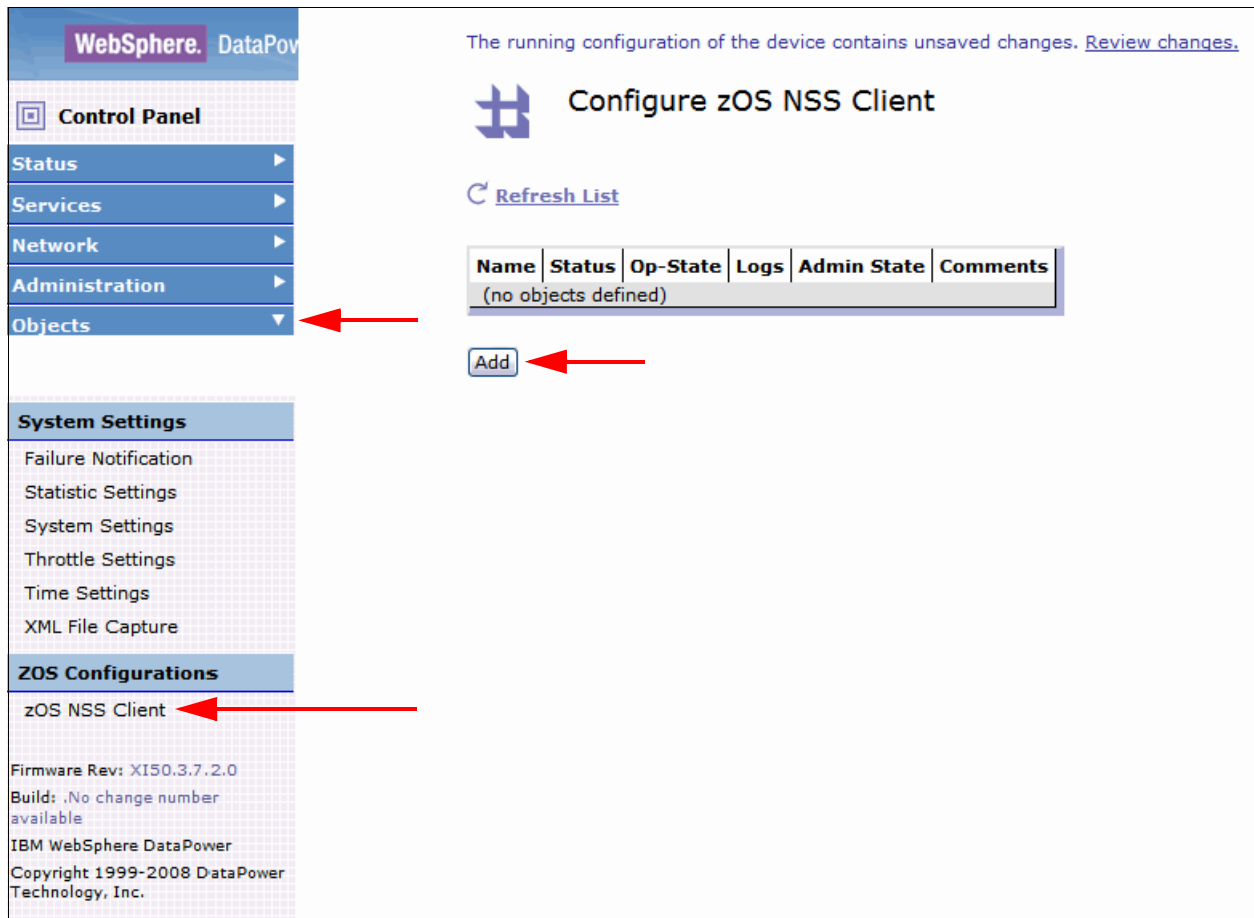 WebSphere. DataPow
Control Panel
Status
Services
Network
Administration
Objects
System Settings
Failure Notification
Statistic Settings
System Settings
Throttle Settings
Time Settings
XML File Capture
ZOS Configurations
zOS NSS Client
Firmware Rev: XI50.3.7.2.0
Build: .No change number
available
IBM WebSphere DataPower
Copyright 1999-2008 DataPower
Technology, Inc.
The running configuration of the device contains unsaved changes. Review changes.
Configure zOS NSS Client
Refresh List
Name Status Op-State Logs Admin State Comments
(no objects defined)
Add